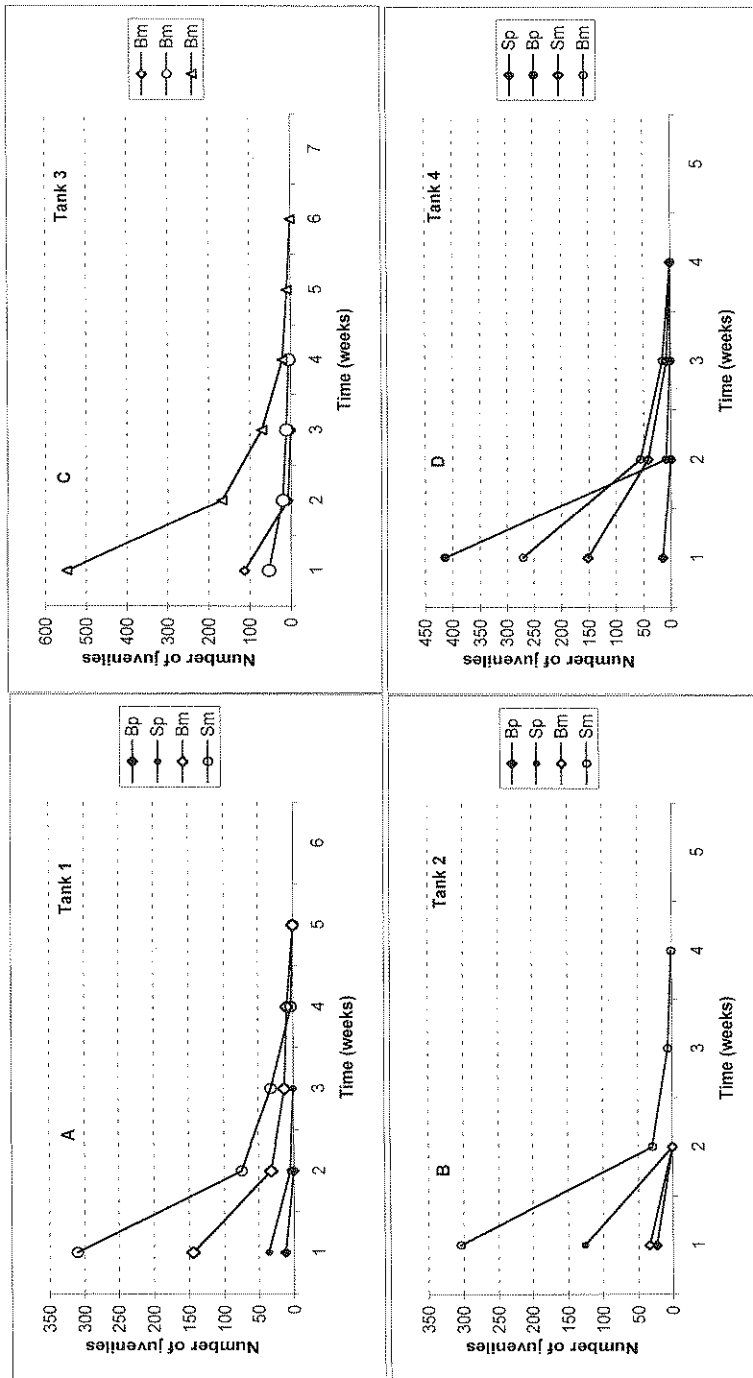 A
Tank 1
350
300
250
200
150
100
50
0
Number of juveniles
1 2 3 4 5 6
Time (weeks)
Bp
Sp
Bm
Sm
C
Tank 3
600
500
400
300
200
100
0
Number of juveniles
1 2 3 4 5 6 7
Time (weeks)
Bm
Bm
Bm
B
Tank 2
350
300
250
200
150
100
50
0
Number of juveniles
1 2 3 4 5
Time (weeks)
Bp
Sp
Bm
Sm
D
Tank 4
450
400
350
300
250
200
150
100
50
0
Number of juveniles
1 2 3 4 5
Time (weeks)
Sp
Bp
Sm
Bm